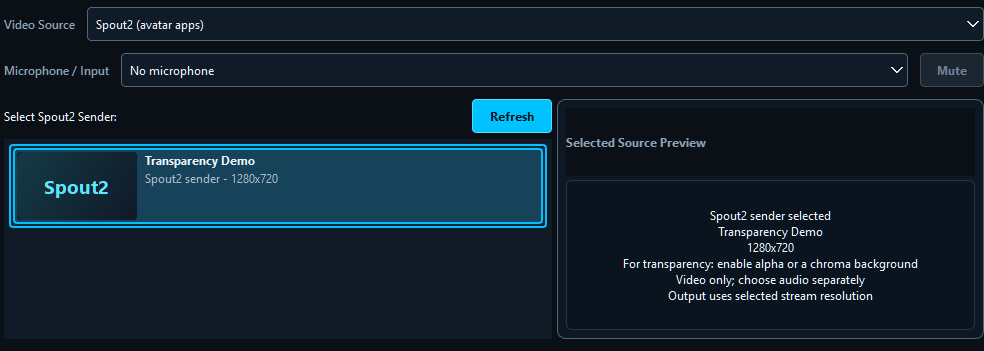 Video Source
Spout2 (avatar apps)
Microphone / Input
No microphone
Mute
Select Spout2 Sender:
Refresh
Spout2
Transparency Demo
Spout2 sender - 1280x720
Selected Source Preview
Spout2 sender selected
Transparency Demo
1280x720
For transparency: enable alpha or a chroma background
Video only; choose audio separately
Output uses selected stream resolution